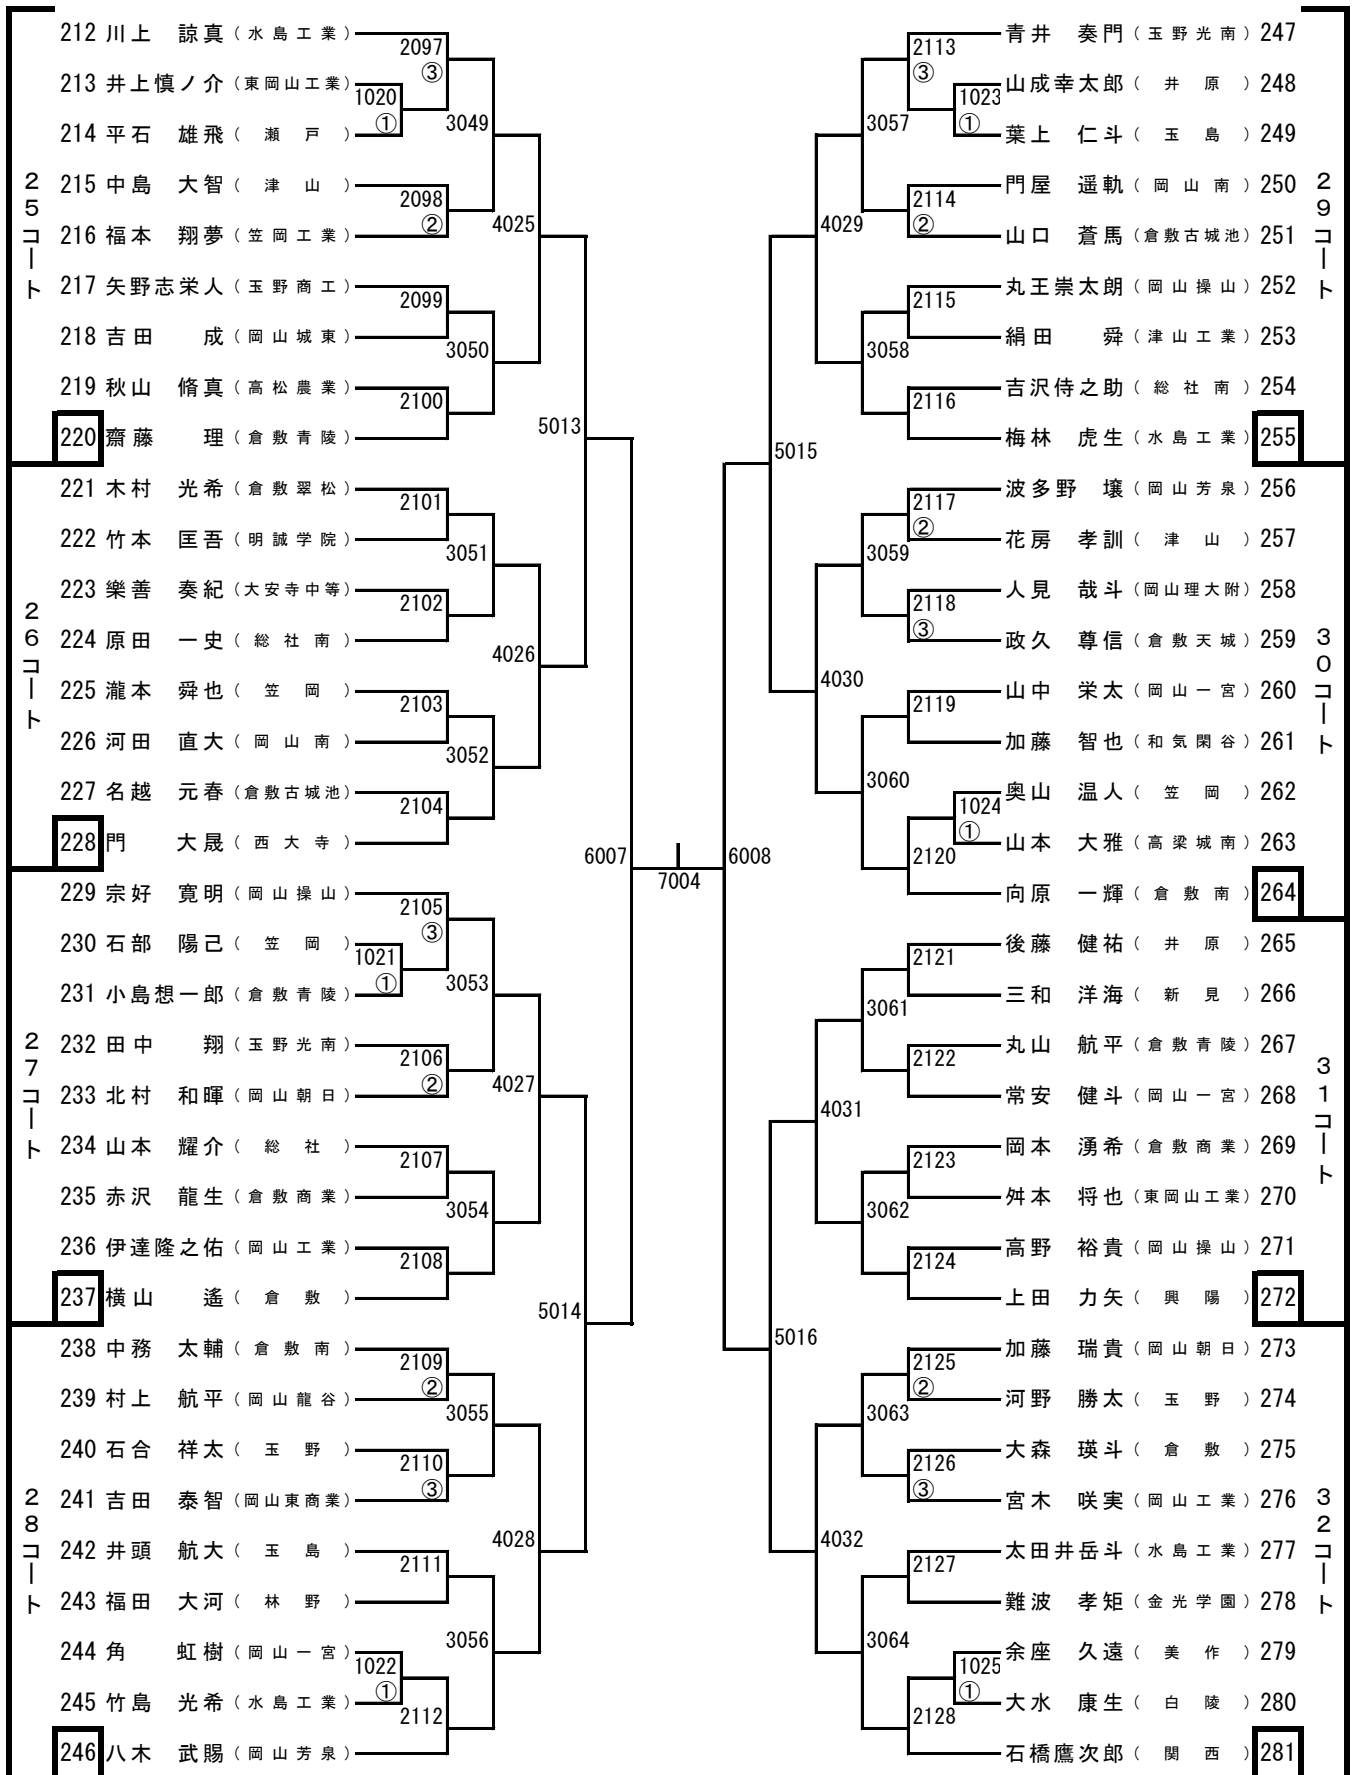 25コート
212 川上 諒真(水島工業)
2097
③
213 井上慎ノ介(東岡山工業)
1020
①
214 平石 雄飛(瀬戸)
3049
215 中島 大智(津山)
2098
②
216 福本 翔夢(笠岡工業)
4025
217 矢野志栄人(玉野商工)
2099
218 吉田 成(岡山城東)
3050
219 秋山 脩真(高松農業)
2100
220 齋藤 理(倉敷青陵)
5013
26コート
221 木村 光希(倉敷翠松)
2101
222 竹本 匡吾(明誠学院)
3051
223 樂善 奏紀(大安寺中等)
2102
224 原田 一史(総社南)
4026
225 瀧本 舜也(笠岡)
2103
226 河田 直大(岡山南)
3052
227 名越 元春(倉敷古城池)
2104
228 門 大晟(西大寺)
6007
27コート
229 宗好 寛明(岡山操山)
2105
③
230 石部 陽己(笠岡)
1021
①
231 小島想一郎(倉敷青陵)
3053
232 田中 翔(玉野光南)
2106
②
233 北村 和暉(岡山朝日)
4027
234 山本 耀介(総社)
2107
235 赤沢 龍生(倉敷商業)
3054
236 伊達隆之佑(岡山工業)
2108
237 横山 遙(倉敷)
5014
28コート
238 中務 太輔(倉敷南)
2109
②
239 村上 航平(岡山龍谷)
3055
240 石合 祥太(玉野)
2110
③
241 吉田 泰智(岡山東商業)
4028
242 井頭 航大(玉島)
2111
243 福田 大河(林野)
3056
244 角 虹樹(岡山一宮)
1022
①
245 竹島 光希(水島工業)
2112
246 八木 武賜(岡山芳泉)
7004
29コート
青井 奏門(玉野光南) 247
2113
③
山成幸太郎(井原) 248
1023
①
葉上 仁斗(玉島) 249
3057
門屋 遥軌(岡山南) 250
2114
②
山口 蒼馬(倉敷古城池) 251
4029
丸王崇太朗(岡山操山) 252
2115
絹田 舜(津山工業) 253
3058
吉沢侍之助(総社南) 254
2116
梅林 虎生(水島工業) 255
5015
30コート
波多野 壌(岡山芳泉) 256
2117
②
花房 孝訓(津山) 257
3059
人見 哉斗(岡山理大附) 258
2118
③
政久 尊信(倉敷天城) 259
4030
山中 栄太(岡山一宮) 260
2119
加藤 智也(和気閑谷) 261
3060
奥山 温人(笠岡) 262
1024
①
山本 大雅(高梁城南) 263
2120
向原 一輝(倉敷南) 264
6008
31コート
後藤 健祐(井原) 265
2121
三和 洋海(新見) 266
3061
丸山 航平(倉敷青陵) 267
2122
常安 健斗(岡山一宮) 268
4031
岡本 湧希(倉敷商業) 269
2123
舛本 将也(東岡山工業) 270
3062
高野 裕貴(岡山操山) 271
2124
上田 力矢(興陽) 272
5016
32コート
加藤 瑞貴(岡山朝日) 273
2125
②
河野 勝太(玉野) 274
3063
大森 瑛斗(倉敷) 275
2126
③
宮木 咲実(岡山工業) 276
4032
太田井岳斗(水島工業) 277
2127
難波 孝矩(金光学園) 278
3064
余座 久遠(美作) 279
1025
①
大水 康生(白陵) 280
2128
石橋鷹次郎(関西) 281